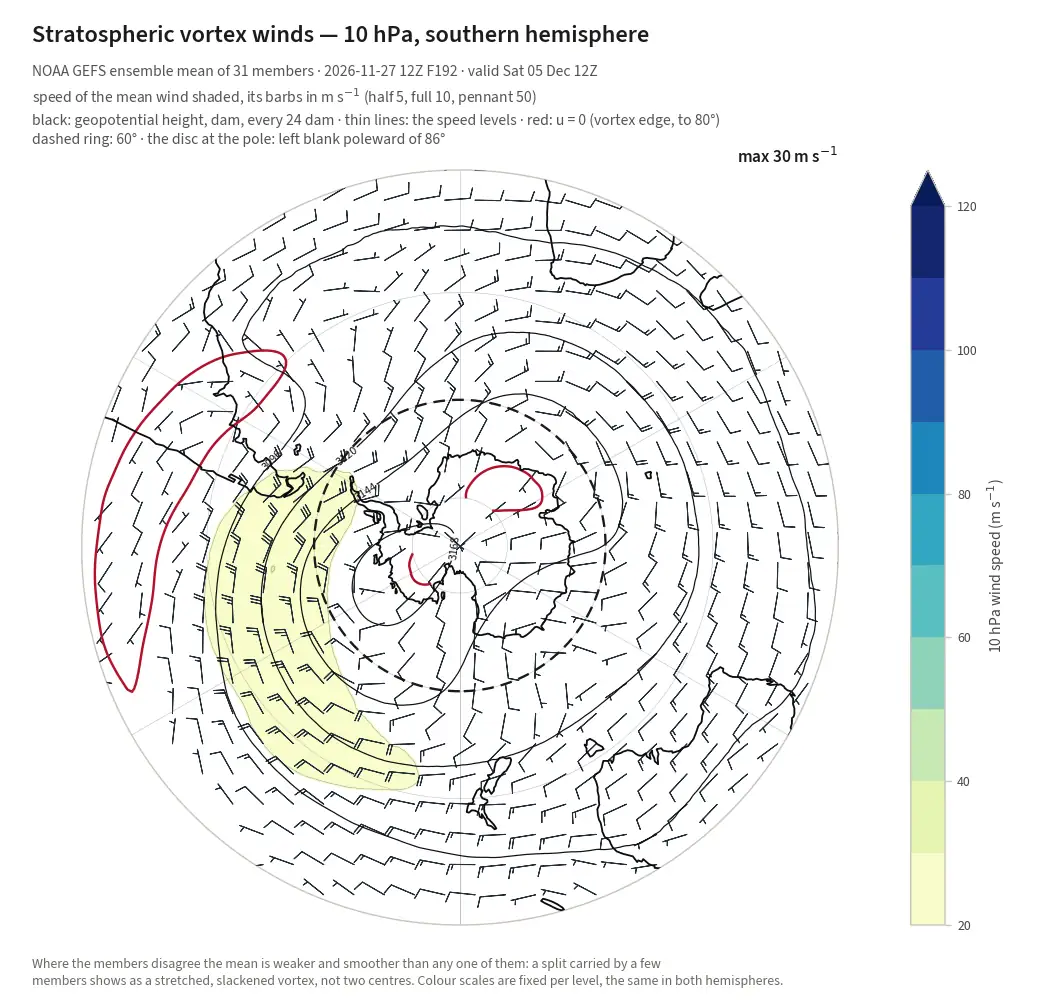 Stratospheric vortex winds — 10 hPa, southern hemisphere
NOAA GEFS ensemble mean of 31 members · 2026-11-27 12Z F192 · valid Sat 05 Dec 12Z
speed of the mean wind shaded, its barbs in m s⁻¹ (half 5, full 10, pennant 50)
black: geopotential height, dam, every 24 dam · thin lines: the speed levels · red: u = 0 (vortex edge, to 80°)
dashed ring: 60° · the disc at the pole: left blank poleward of 86°
max 30 m s⁻¹
120
100
80
60
40
20
10 hPa wind speed (m s⁻¹)
3168
Where the members disagree the mean is weaker and smoother than any one of them: a split carried by a few
members shows as a stretched, slackened vortex, not two centres. Colour scales are fixed per level, the same in both hemispheres.